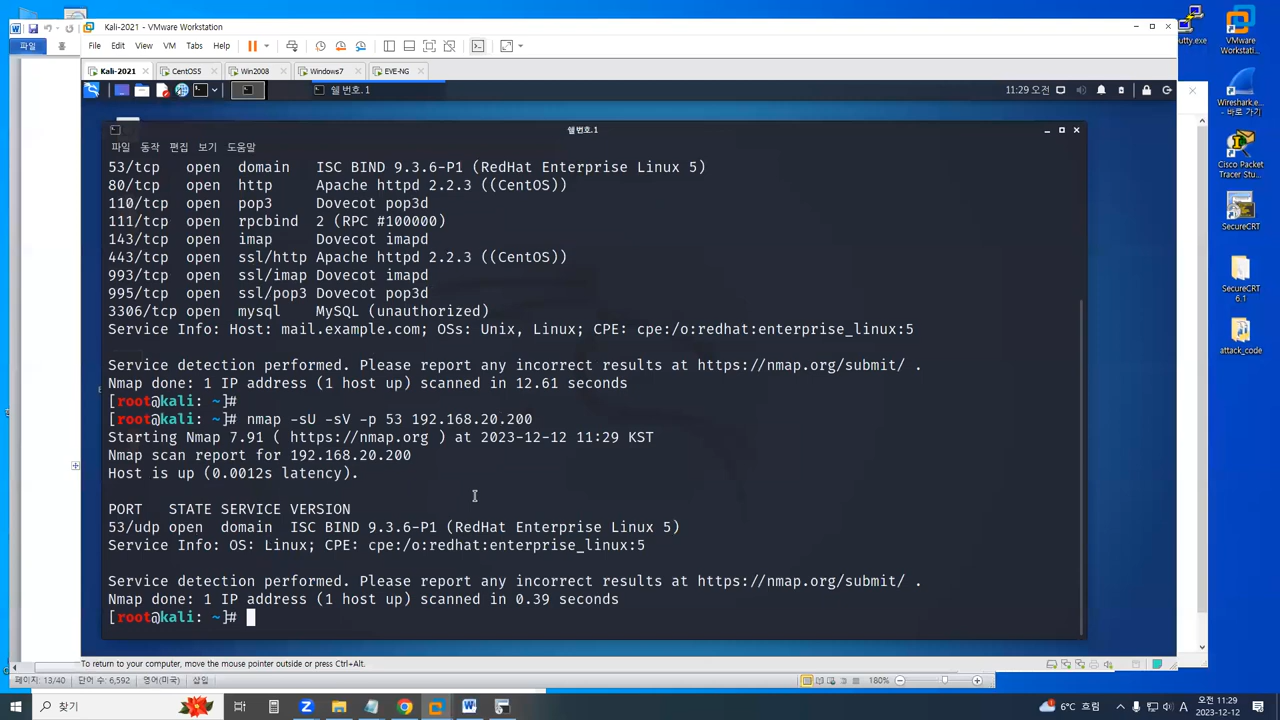 Kali-2021 - VMware Workstation
파일
홈
File Edit View VM Tabs Help
Kali-2021
CentOS5
Win2008
Windows7
EVE-NG
쉘 번호.1
11:29 오전
쉘번호.1
파일 동작 편집 보기 도움말
53/tcp open domain ISC BIND 9.3.6-P1 (RedHat Enterprise Linux 5)
80/tcp open http Apache httpd 2.2.3 ((CentOS))
110/tcp open pop3 Dovecot pop3d
111/tcp open rpcbind 2 (RPC #100000)
143/tcp open imap Dovecot imapd
443/tcp open ssl/http Apache httpd 2.2.3 ((CentOS))
993/tcp open ssl/imap Dovecot imapd
995/tcp open ssl/pop3 Dovecot pop3d
3306/tcp open mysql MySQL (unauthorized)
Service Info: Host: mail.example.com; OSs: Unix, Linux; CPE: cpe:/o:redhat:enterprise_linux:5
Service detection performed. Please report any incorrect results at https://nmap.org/submit/ .
Nmap done: 1 IP address (1 host up) scanned in 12.61 seconds
[root@kali: ~]#
[root@kali: ~]# nmap -sU -sV -p 53 192.168.20.200
Starting Nmap 7.91 ( https://nmap.org ) at 2023-12-12 11:29 KST
Nmap scan report for 192.168.20.200
Host is up (0.0012s latency).
PORT STATE SERVICE VERSION
53/udp open domain ISC BIND 9.3.6-P1 (RedHat Enterprise Linux 5)
Service Info: OS: Linux; CPE: cpe:/o:redhat:enterprise_linux:5
Service detection performed. Please report any incorrect results at https://nmap.org/submit/ .
Nmap done: 1 IP address (1 host up) scanned in 0.39 seconds
[root@kali: ~]#
To return to your computer, move the mouse pointer outside or press Ctrl+Alt.
페이지: 13/40 단어 수: 6,592 영어(미국) 삽입
180%
utty.exe
VMware
Workstati...
Wireshark.e...
- 바로 가기
Cisco Packet
Tracer Stu...
SecureCRT
SecureCRT
6.1
attack_code
찾기
6°C 흐림
A
오전 11:29
2023-12-12